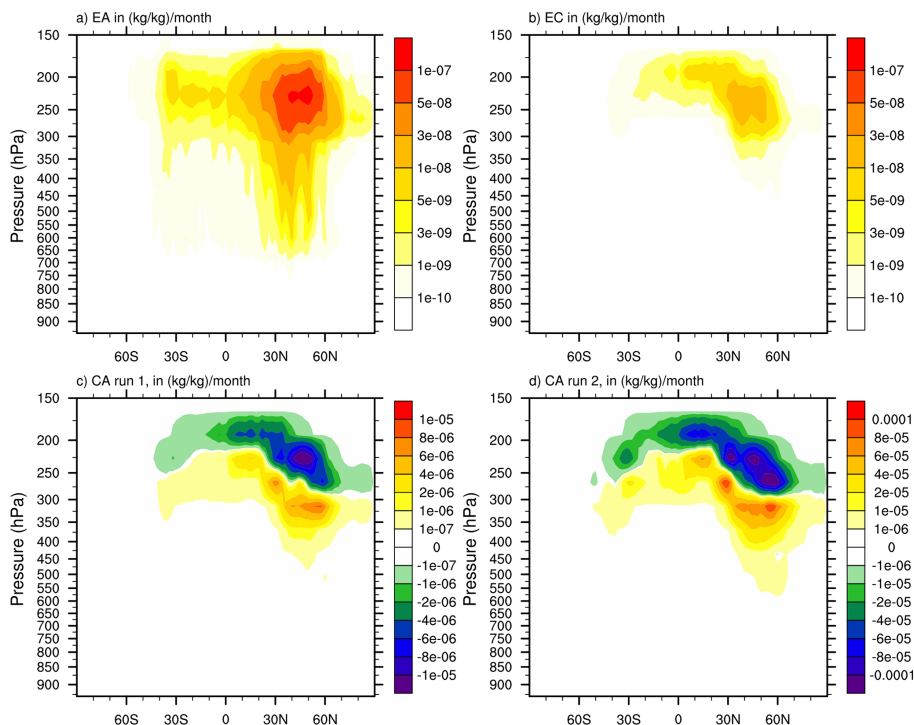 a) EA in (kg/kg)/month
150
200
250
300
350
400
450
500
550
600
650
700
750
800
850
900
Pressure (hPa)
60S 30S 0 30N 60N
1e-07
5e-08
3e-08
1e-08
5e-09
3e-09
1e-09
1e-10
b) EC in (kg/kg)/month
150
200
250
300
350
400
450
500
550
600
650
700
750
800
850
900
Pressure (hPa)
60S 30S 0 30N 60N
1e-07
5e-08
3e-08
1e-08
5e-09
3e-09
1e-09
1e-10
c) CA run 1, in (kg/kg)/month
150
200
250
300
350
400
450
500
550
600
650
700
750
800
850
900
Pressure (hPa)
60S 30S 0 30N 60N
1e-05
8e-06
6e-06
4e-06
2e-06
1e-07
0
-1e-07
-1e-06
-2e-06
-4e-06
-6e-06
-8e-06
-1e-05
d) CA run 2, in (kg/kg)/month
150
200
250
300
350
400
450
500
550
600
650
700
750
800
850
900
Pressure (hPa)
60S 30S 0 30N 60N
0.0001
8e-05
6e-05
4e-05
2e-05
1e-06
0
-1e-06
-1e-05
-2e-05
-4e-05
-6e-05
-8e-05
-0.0001